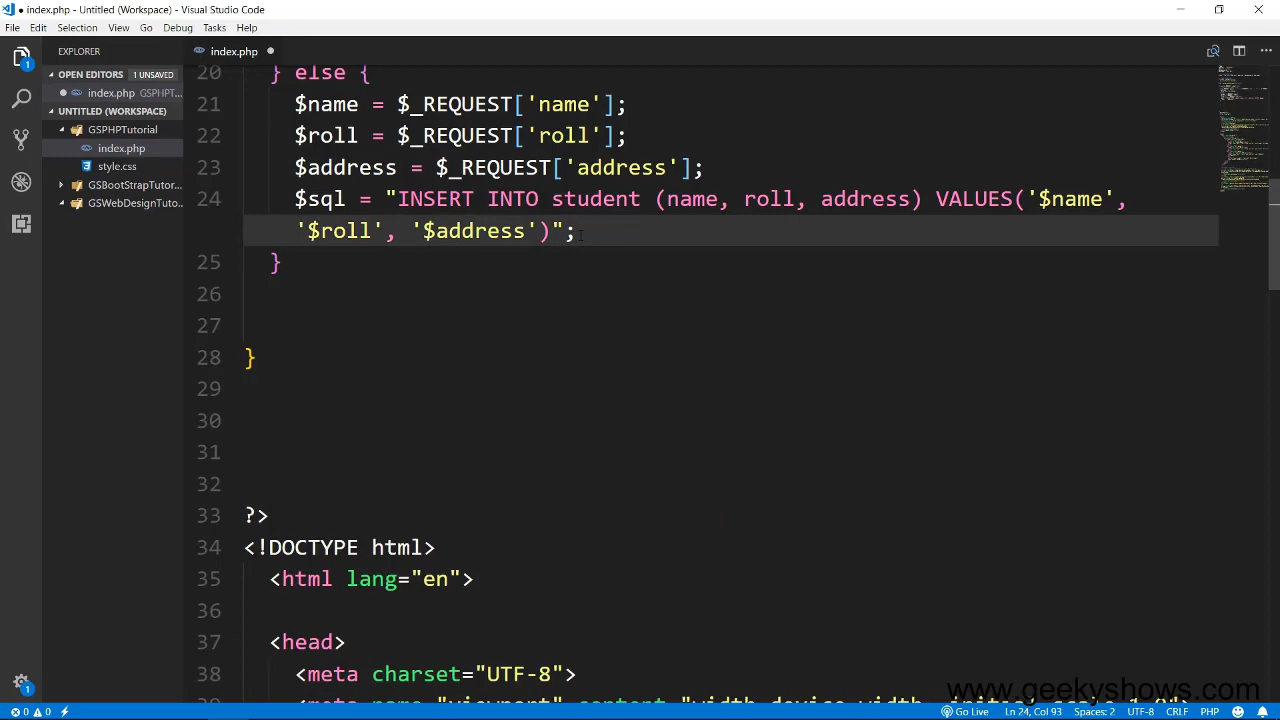 ● index.php - Untitled (Workspace) - Visual Studio Code
File Edit Selection View Go Debug Tasks Help
EXPLORER
OPEN EDITORS 1 UNSAVED
index.php GSPHPT...
UNTITLED (WORKSPACE)
GSPHPTutorial
index.php
style.css
GSBootStrapTutor...
GSWebDesignTuto...
1
1
index.php ●
20 } else {
21 $name = $_REQUEST['name'];
22 $roll = $_REQUEST['roll'];
23 $address = $_REQUEST['address'];
24 $sql = "INSERT INTO student (name, roll, address) VALUES('$name',
'$roll', '$address')";
25 }
26
27
28 }
29
30
31
32
33 ?>
34 <!DOCTYPE html>
35 <html lang="en">
36
37 <head>
38 <meta charset="UTF-8">
www.geekyshows.com
0 0 Go Live Ln 24, Col 93 Spaces: 2 UTF-8 CRLF PHP